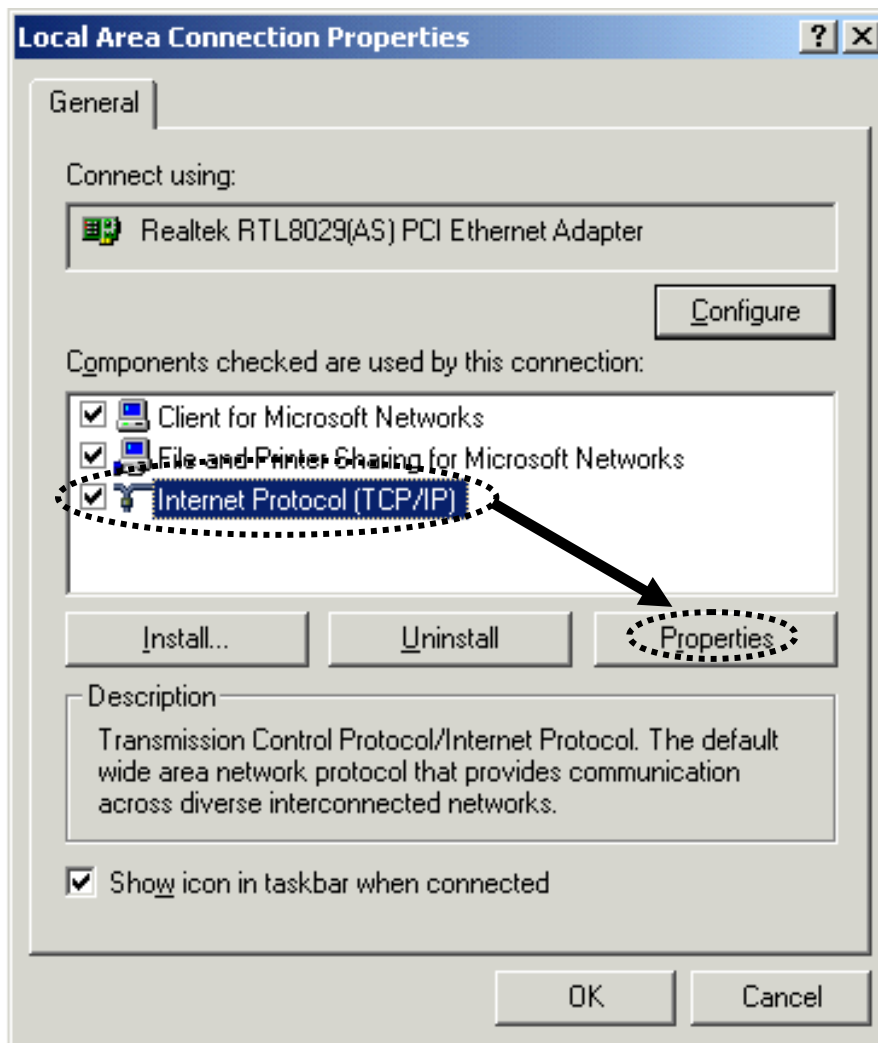 Local Area Connection Properties
General
Connect using:
Realtek RTL8029(AS) PCI Ethernet Adapter
Configure
Components checked are used by this connection:
Client for Microsoft Networks
File and Printer Sharing for Microsoft Networks
Internet Protocol (TCP/IP)
Install... Uninstall Properties
Description
Transmission Control Protocol/Internet Protocol. The default
wide area network protocol that provides communication
across diverse interconnected networks.
Show icon in taskbar when connected
OK Cancel